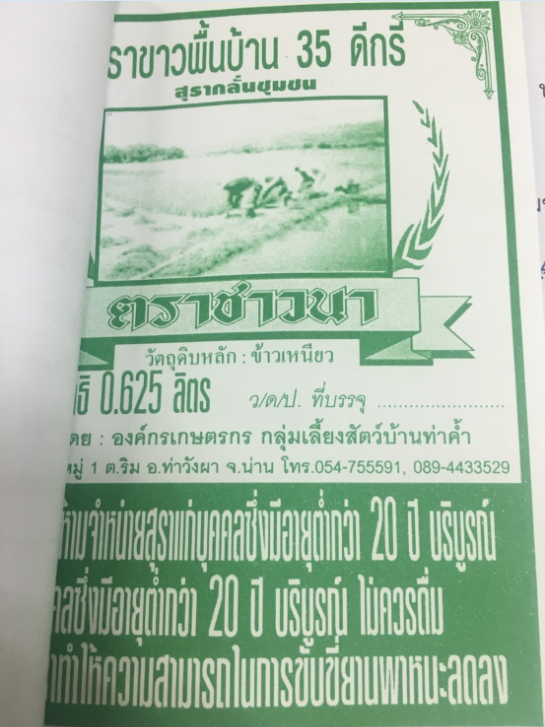 ราขาวพื้นบ้าน 35 ดีกรี
สุรากลั่นชุมชน
ตราชาวนา
วัตถุดิบหลัก : ข้าวเหนียว
ธิ 0.625 ลิตร ว/ด/ป. ที่บรรจุ ........................
ดย : องค์กรเกษตรกร กลุ่มเลี้ยงสัตว์บ้านท่าค้ำ
หมู่ 1 ต.ริม อ.ท่าวังผา จ.น่าน โทร.054-755591, 089-4433529
ห้ามจำหน่ายสุราแก่บุคคลซึ่งมีอายุต่ำกว่า 20 ปี บริบูรณ์
คลซึ่งมีอายุต่ำกว่า 20 ปี บริบูรณ์ ไม่ควรดื่ม
าทำให้ความสามารถในการขับขี่ยานพาหนะลดลง